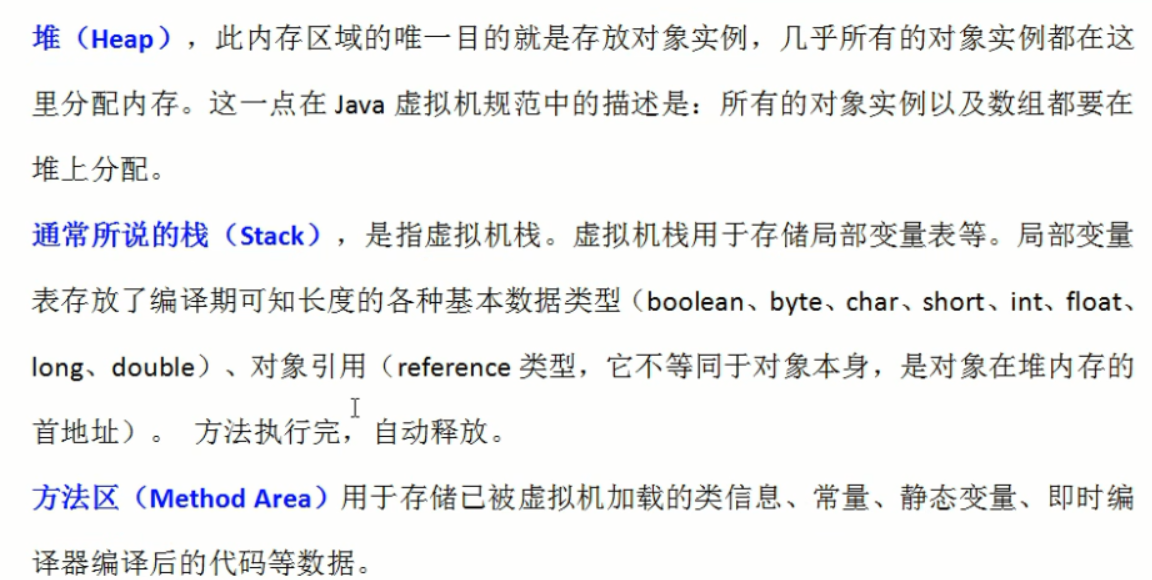 堆（Heap），此内存区域的唯一目的就是存放对象实例，几乎所有的对象实例都在这
里分配内存。这一点在 Java 虚拟机规范中的描述是：所有的对象实例以及数组都要在
堆上分配。
通常所说的栈（Stack），是指虚拟机栈。虚拟机栈用于存储局部变量表等。局部变量
表存放了编译期可知长度的各种基本数据类型（boolean、byte、char、short、int、float、
long、double）、对象引用（reference 类型，它不等同于对象本身，是对象在堆内存的
首地址）。 方法执行完，自动释放。
方法区（Method Area）用于存储已被虚拟机加载的类信息、常量、静态变量、即时编
译器编译后的代码等数据。